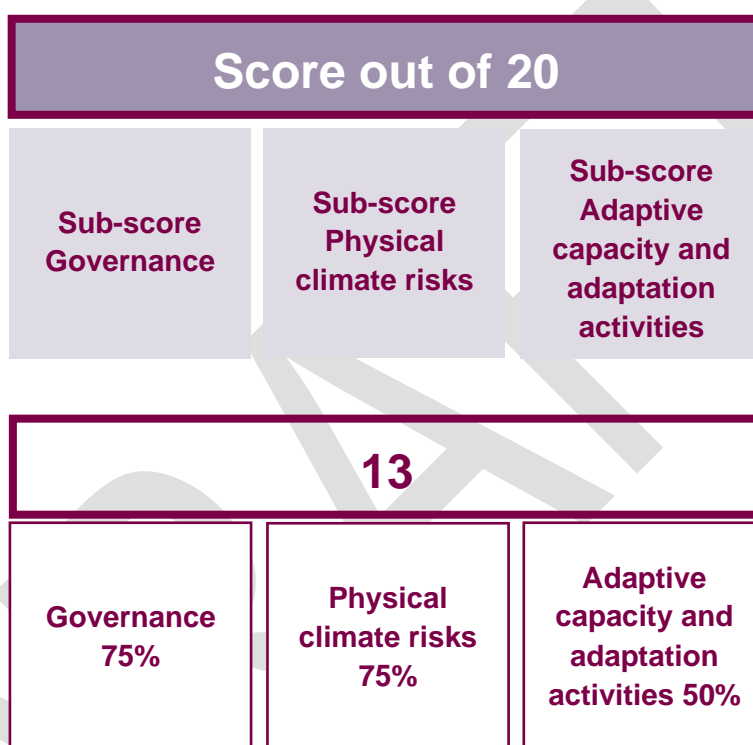 Score out of 20
Sub-score
Governance
Sub-score
Physical
climate risks
Sub-score
Adaptive
capacity and
adaptation
activities
13
Governance
75%
Physical
climate risks
75%
Adaptive
capacity and
adaptation
activities 50%